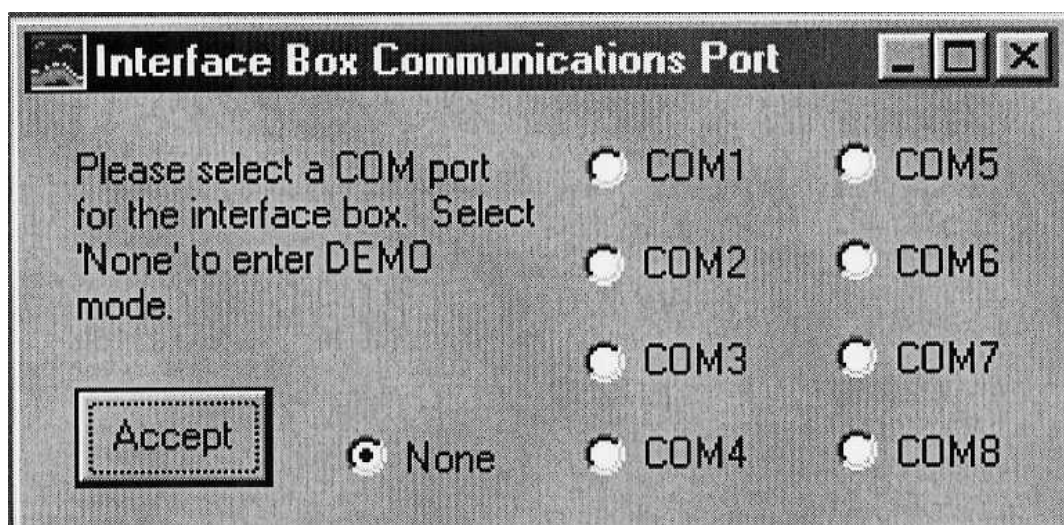 Interface Box Communications Port
Please select a COM port
for the interface box.  Select
'None' to enter DEMO
mode.
COM1
COM2
COM3
COM4
COM5
COM6
COM7
COM8
None
Accept